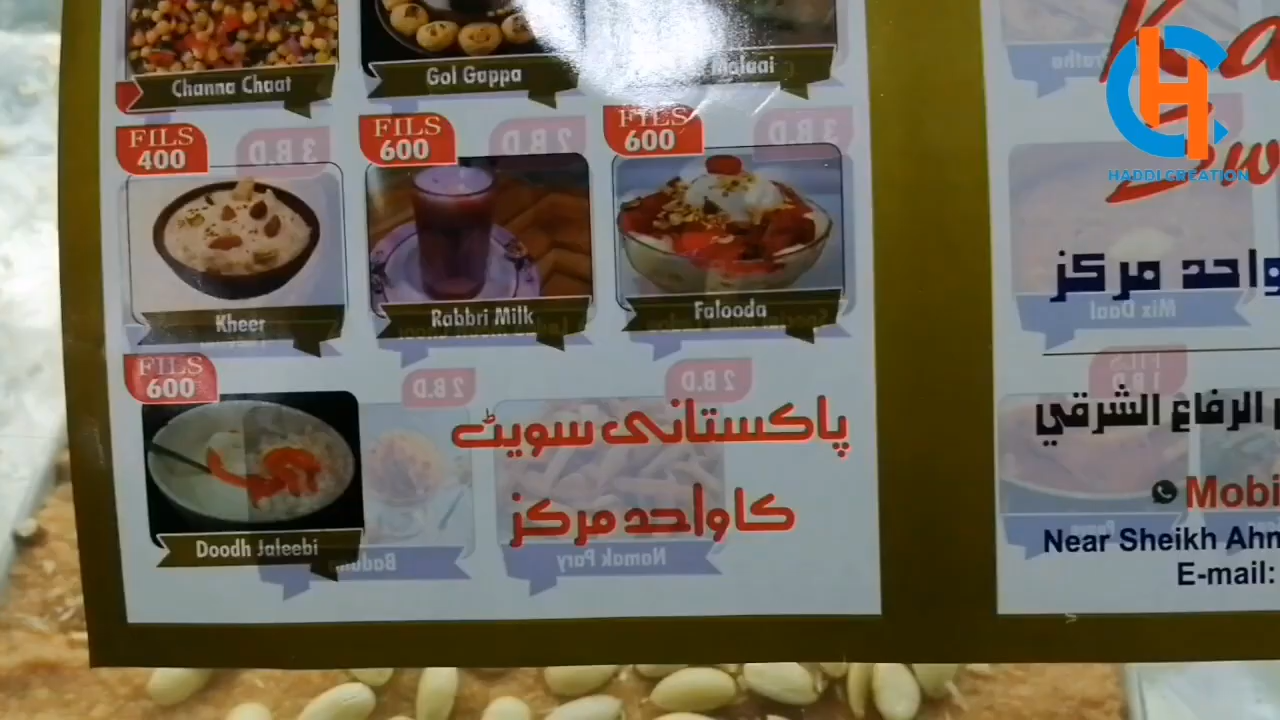 Channa Chaat
Gol Gappa
Malaai
FILS
400
FILS
600
FILS
600
3 B.D
2 B.D
3 B.D
Kheer
Rabbri Milk
Falooda
FILS
600
2 B.D
2 B.D
Doodh Jaleebi
Namak Pary
پاکستانی سویٹ
کا واحد مرکز
HADDI CREATION
واحد مرکز
Mix Daal
FILS
1 B.D
الرفاع الشرقي
Mobi
Near Sheikh Ahm
E-mail: